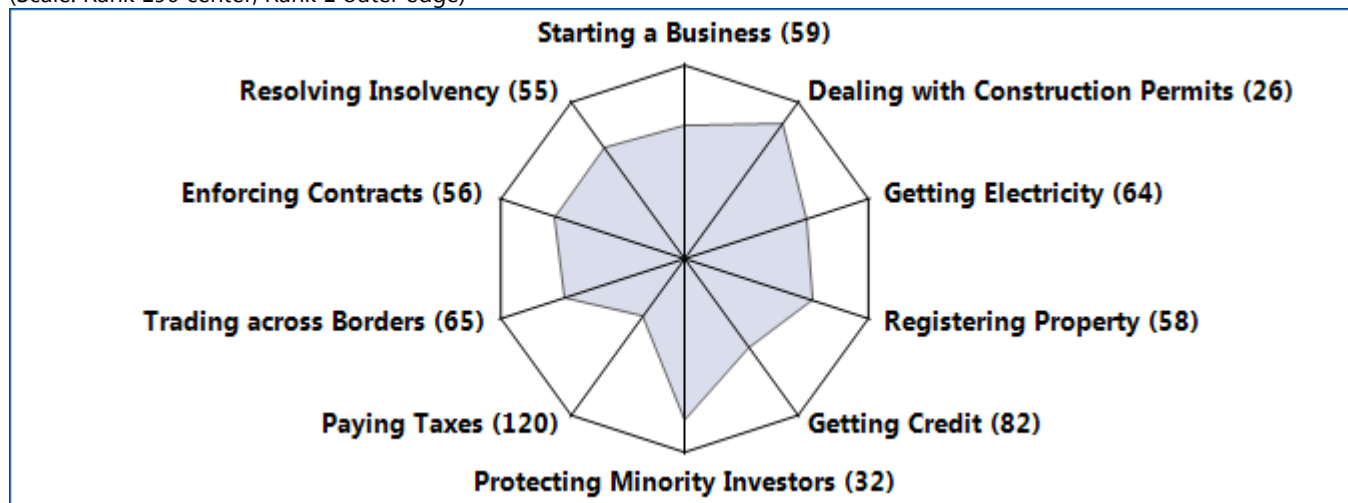 (Scale: Rank 190 center, Rank 1 outer edge)
Starting a Business (59)
Resolving Insolvency (55)
Dealing with Construction Permits (26)
Enforcing Contracts (56)
Getting Electricity (64)
Trading across Borders (65)
Registering Property (58)
Paying Taxes (120)
Getting Credit (82)
Protecting Minority Investors (32)